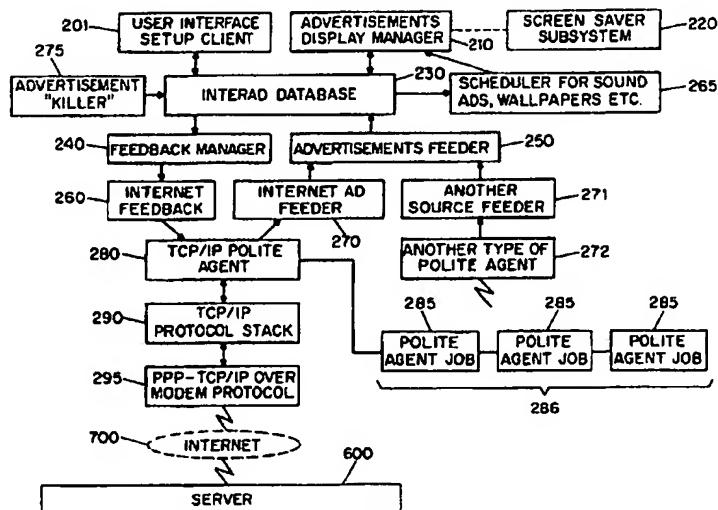 201
USER INTERFACE
SETUP CLIENT
ADVERTISEMENTS
DISPLAY MANAGER
210
SCREEN SAVER
SUBSYSTEM
220
275
ADVERTISEMENT
"KILLER"
INTERAD DATABASE
230
SCHEDULER FOR SOUND
ADS, WALLPAPERS ETC.
265
240
FEEDBACK MANAGER
ADVERTISEMENTS FEEDER
250
260
INTERNET
FEEDBACK
INTERNET AD
FEEDER
270
ANOTHER
SOURCE FEEDER
271
280
TCP/IP POLITE
AGENT
ANOTHER TYPE OF
POLITE AGENT
272
290
TCP/IP
PROTOCOL STACK
285
285
285
POLITE
AGENT JOB
POLITE
AGENT JOB
POLITE
AGENT JOB
286
295
PPP-TCP/IP OVER
MODEM PROTOCOL
700
INTERNET
600
SERVER